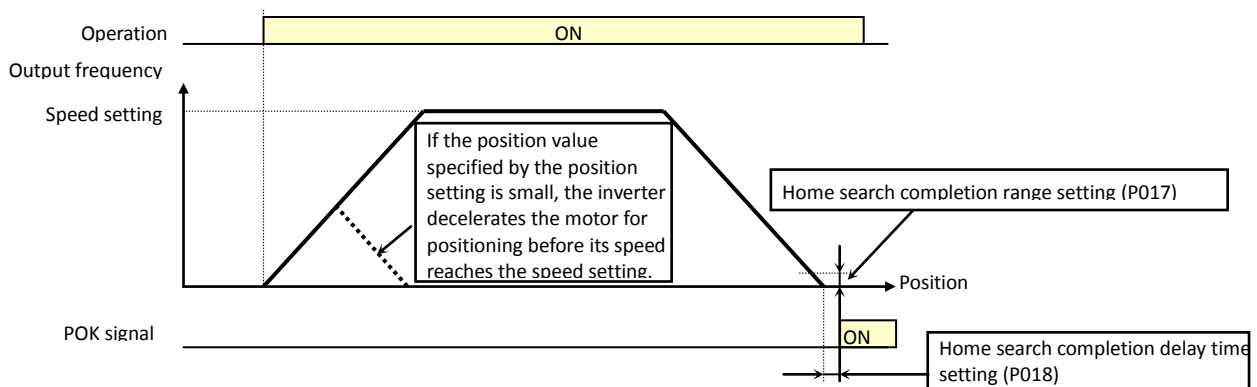 Operation
ON
Output frequency
Speed setting
If the position value
specified by the position
setting is small, the inverter
decelerates the motor for
positioning before its speed
reaches the speed setting.
Home search completion range setting (P017)
Position
POK signal
ON
Home search completion delay time
setting (P018)